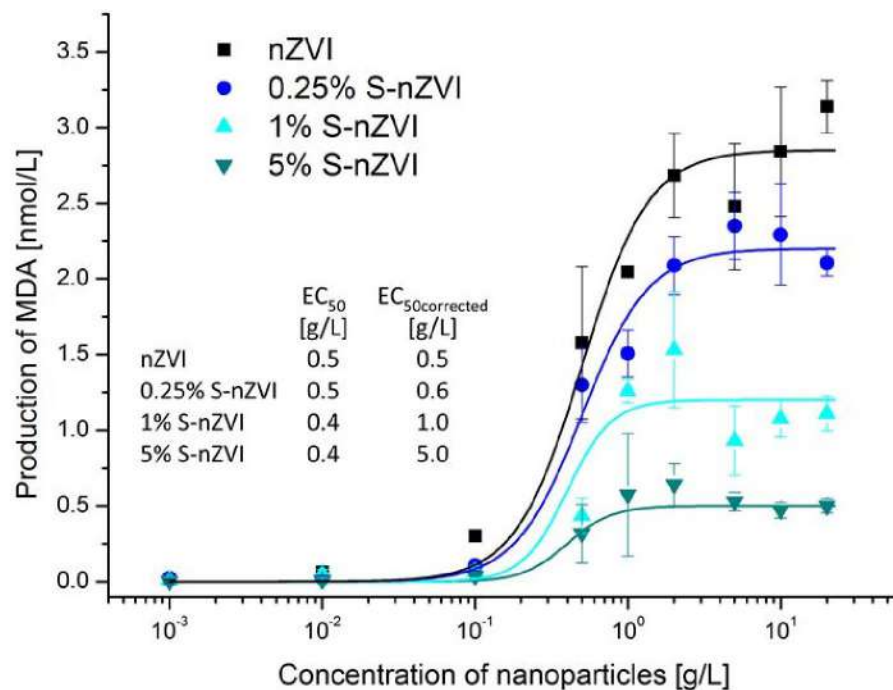 nZVI
0.25% S-nZVI
1% S-nZVI
5% S-nZVI
Production of MDA [nmol/L]
3.5
3.0
2.5
2.0
1.5
1.0
0.5
0.0
EC₅₀ EC₅₀corrected
[g/L] [g/L]
nZVI 0.5 0.5
0.25% S-nZVI 0.5 0.6
1% S-nZVI 0.4 1.0
5% S-nZVI 0.4 5.0
10⁻³ 10⁻² 10⁻¹ 10⁰ 10¹
Concentration of nanoparticles [g/L]